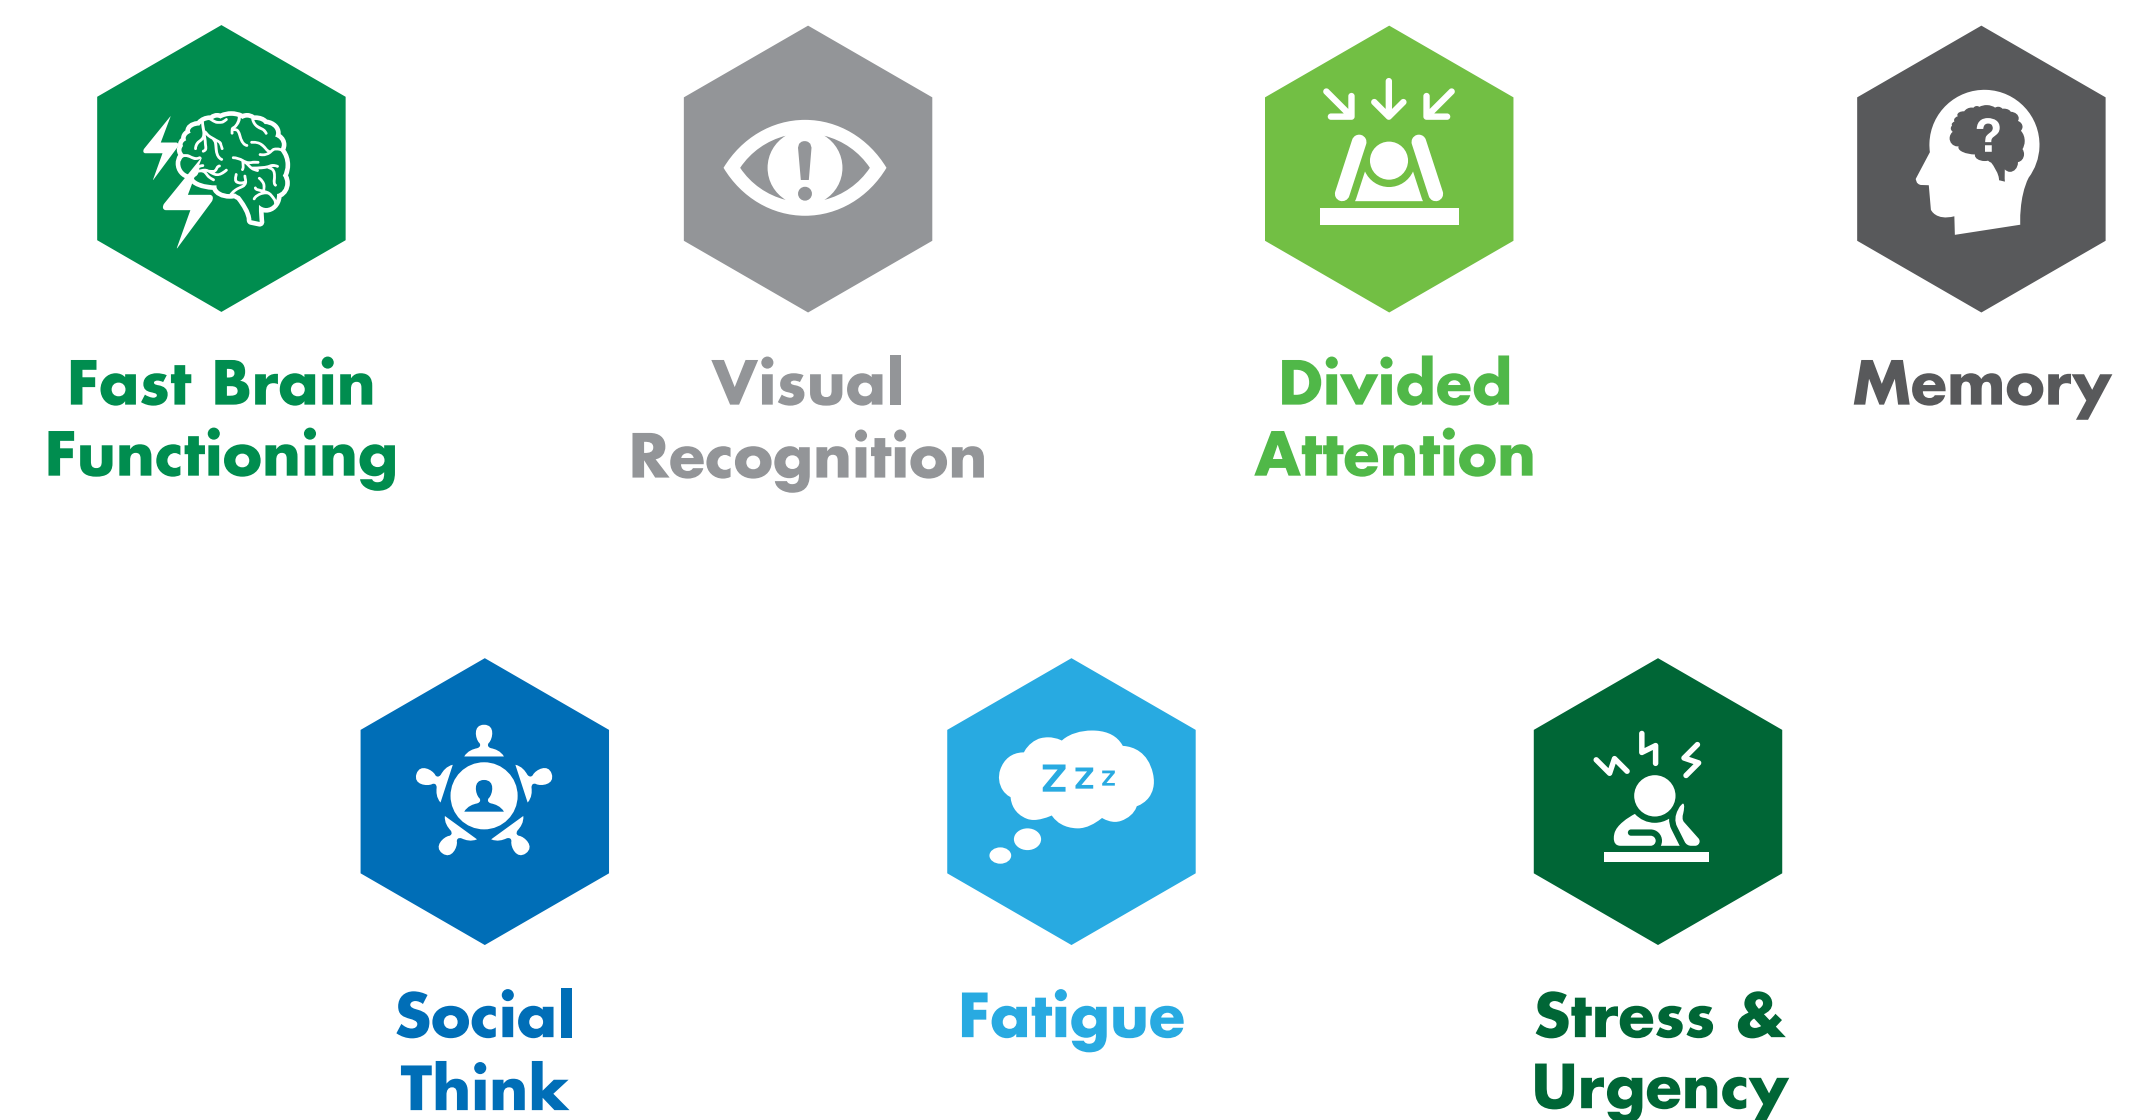 !
?
Fast Brain
Functioning
Visual
Recognition
Divided
Attention
Memory
Z Z Z
Social
Think
Fatigue
Stress &
Urgency